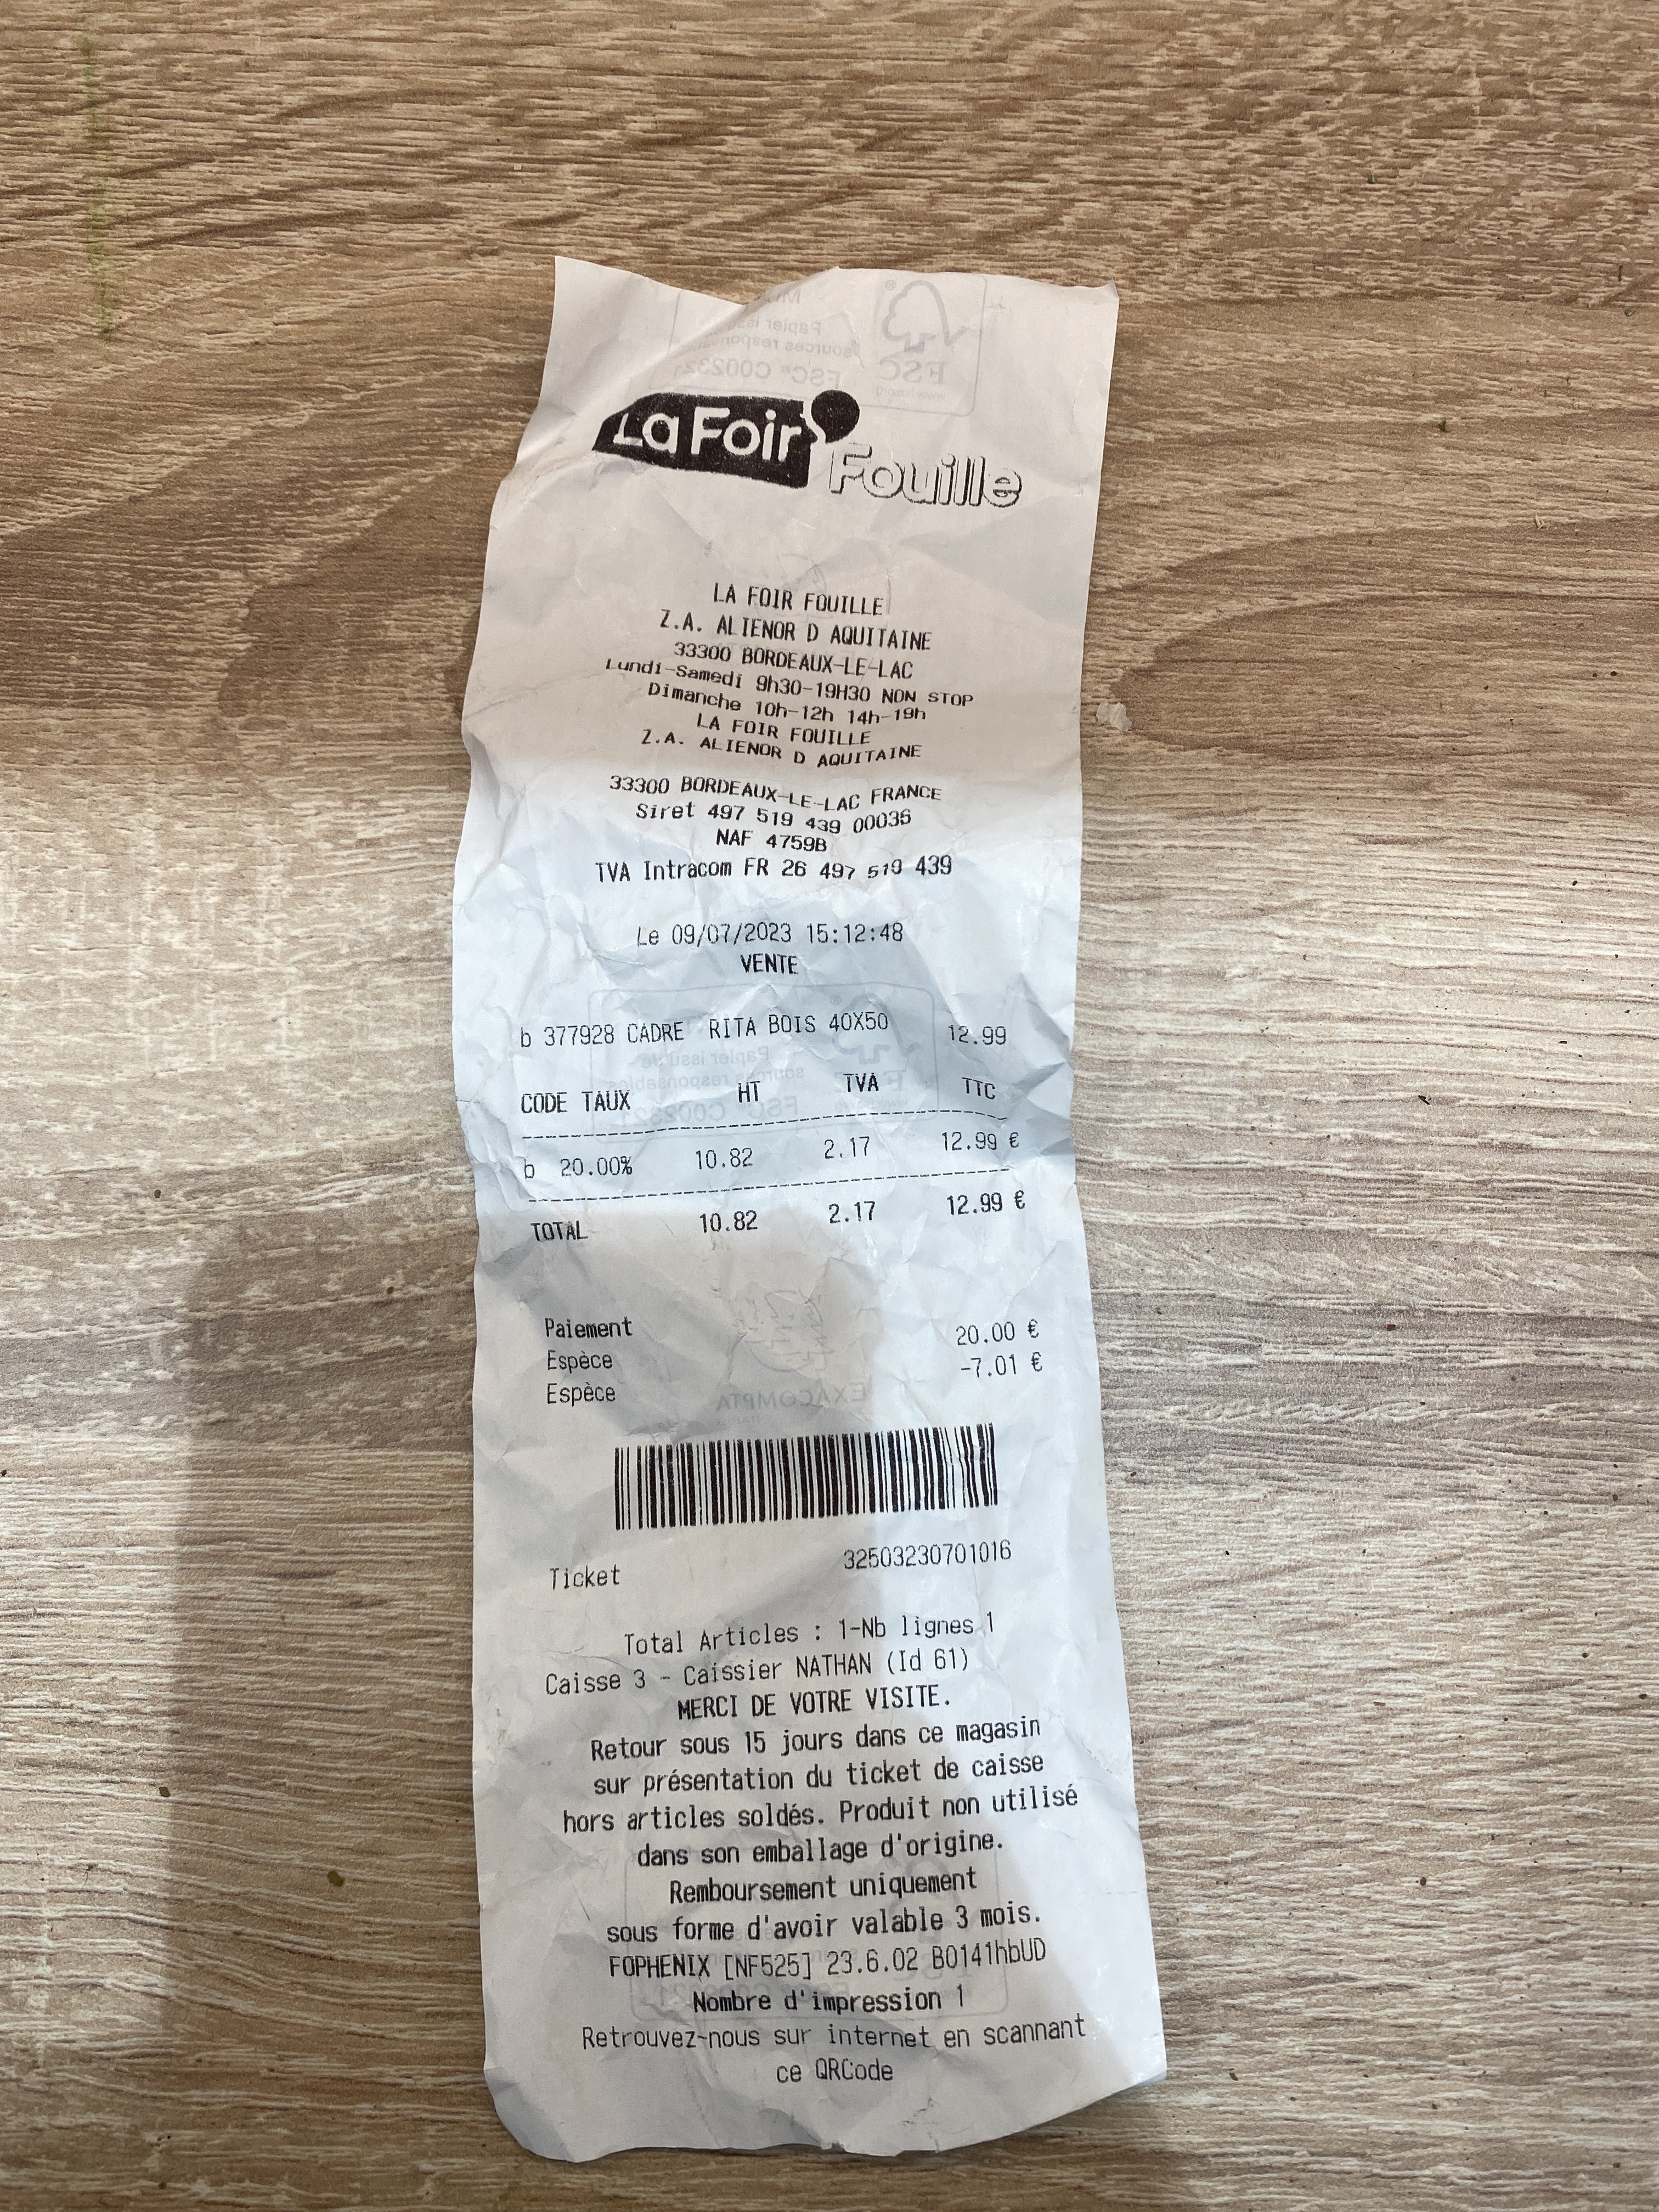 La Foir'
Fouille
LA FOIR FOUILLE
Z.A. ALIENOR D AQUITAINE
33300 BORDEAUX-LE-LAC
Lundi-Samedi 9h30-19H30 NON STOP
Dimanche 10h-12h 14h-19h
LA FOIR FOUILLE
Z.A. ALIENOR D AQUITAINE
33300 BORDEAUX-LE-LAC FRANCE
Siret 497 519 439 00036
NAF 4759B
TVA Intracom FR 26 497 519 439
Le 09/07/2023 15:12:48
VENTE
b 377928 CADRE RITA BOIS 40X50 12.99
CODE TAUX HT TVA TTC
b 20.00% 10.82 2.17 12.99 €
TOTAL 10.82 2.17 12.99 €
Paiement
Espèce 20.00 €
Espèce -7.01 €
Ticket 32503230701016
Total Articles : 1-Nb lignes 1
Caisse 3 - Caissier NATHAN (Id 61)
MERCI DE VOTRE VISITE.
Retour sous 15 jours dans ce magasin
sur présentation du ticket de caisse
hors articles soldés. Produit non utilisé
dans son emballage d'origine.
Remboursement uniquement
sous forme d'avoir valable 3 mois.
FOPHENIX [NF525] 23.6.02 B0141hbUD
Nombre d'impression 1
Retrouvez-nous sur internet en scannant
ce QRCode